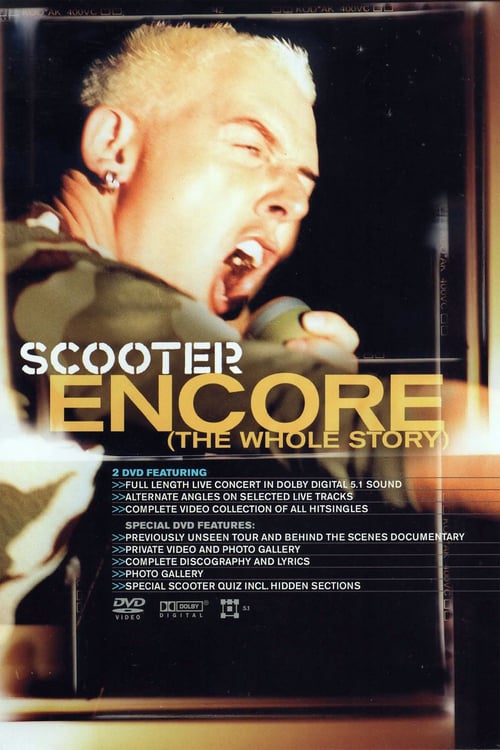 KODAK 400VC
42
SCOOTER
ENCORE
(THE WHOLE STORY)
2 DVD FEATURING
>>FULL LENGTH LIVE CONCERT IN DOLBY DIGITAL 5.1 SOUND
>>ALTERNATE ANGLES ON SELECTED LIVE TRACKS
>>COMPLETE VIDEO COLLECTION OF ALL HITSINGLES
SPECIAL DVD FEATURES:
>>PREVIOUSLY UNSEEN TOUR AND BEHIND THE SCENES DOCUMENTARY
>>PRIVATE VIDEO AND PHOTO GALLERY
>>COMPLETE DISCOGRAPHY AND LYRICS
>>PHOTO GALLERY
>>SPECIAL SCOOTER QUIZ INCL. HIDDEN SECTIONS
DVD VIDEO
DOLBY DIGITAL
5.1